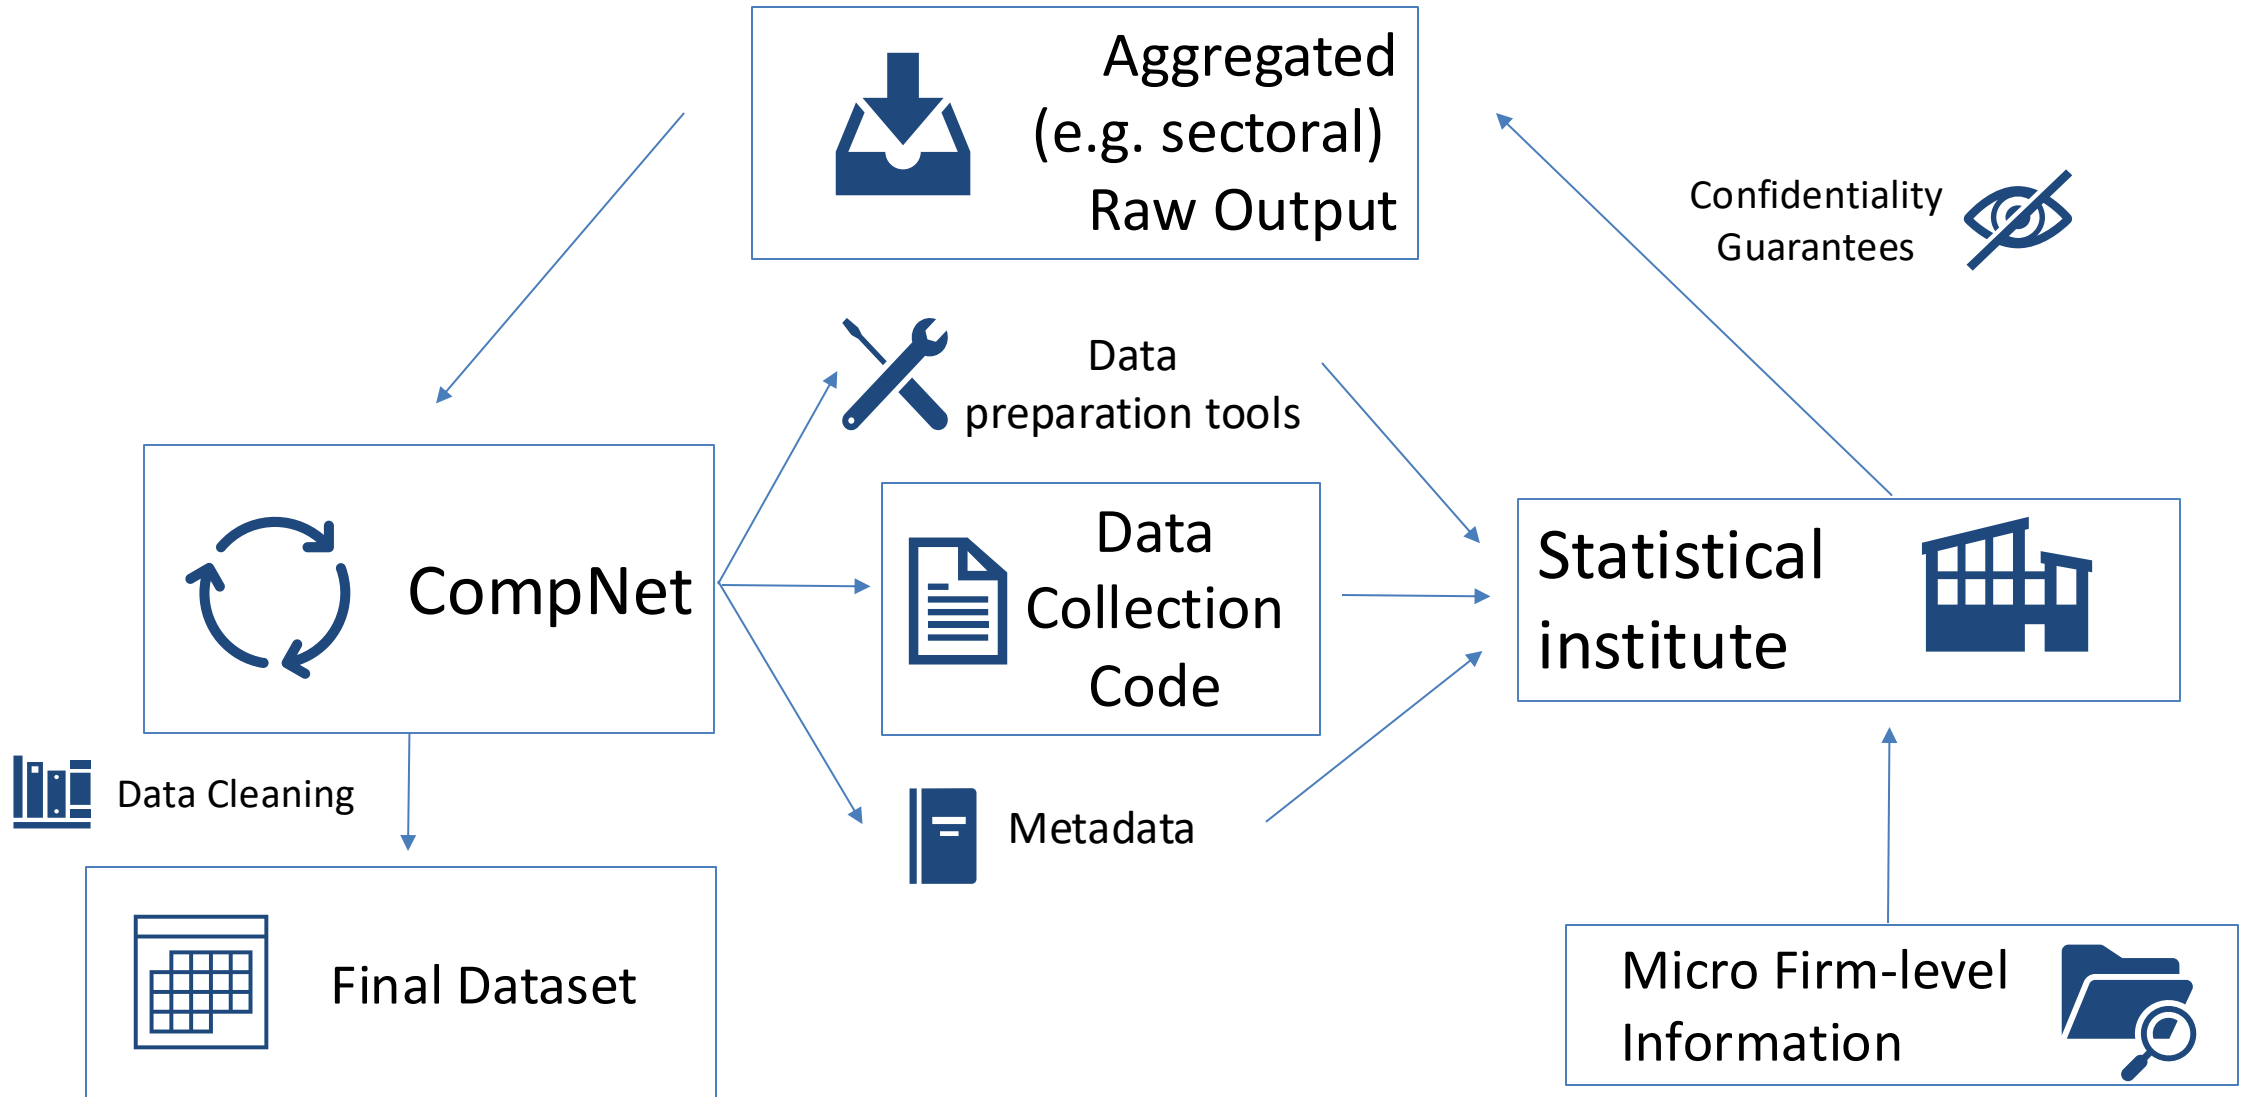 Aggregated
(e.g. sectoral)
Raw Output
Confidentiality
Guarantees
Data
preparation tools
CompNet
Data
Collection
Code
Statistical
institute
Data Cleaning
Metadata
Final Dataset
Micro Firm-level
Information